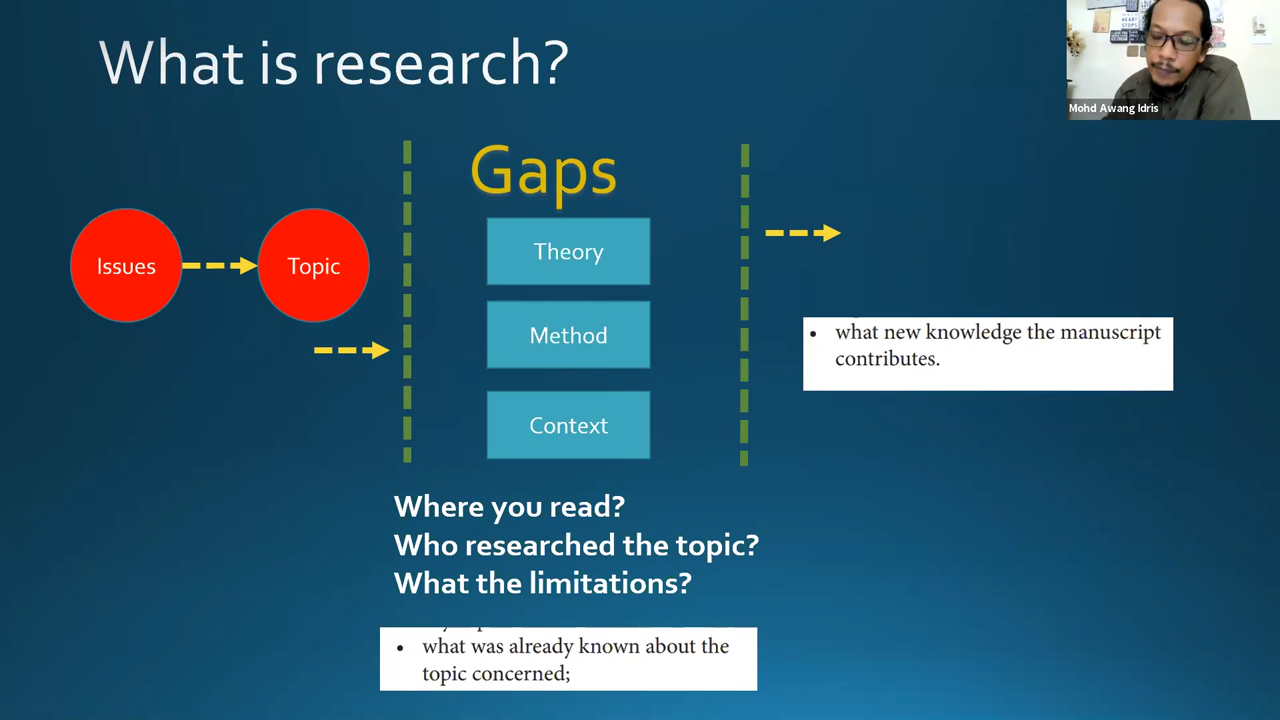 What is research?
Mohd Awang Idris
Gaps
Issues
Topic
Theory
Method
Context
• what new knowledge the manuscript
contributes.
Where you read?
Who researched the topic?
What the limitations?
• what was already known about the
topic concerned;